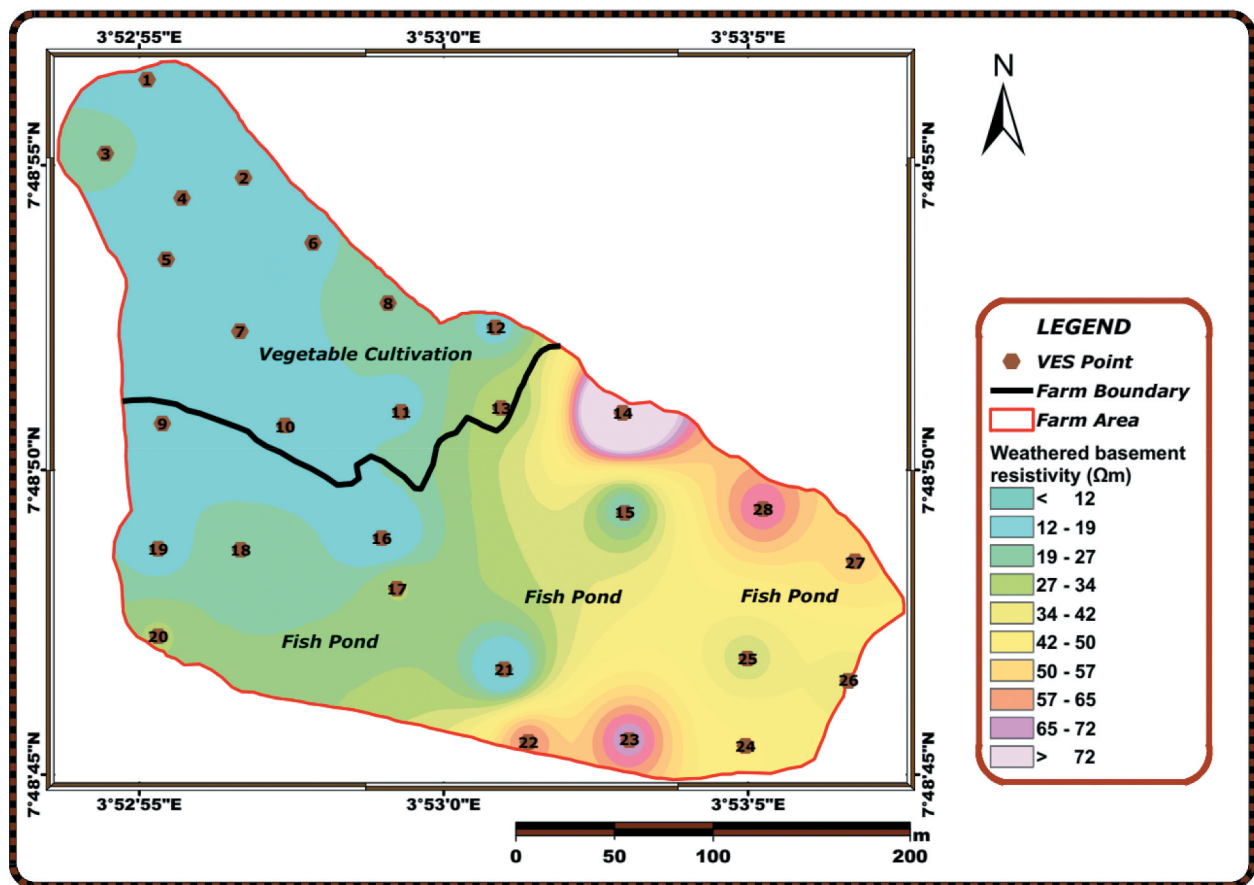 3°52'55"E 3°53'0"E 3°53'5"E
N
1
7°48'55"N 7°48'55"N
3
2
4
6
5
8
12
7
Vegetable Cultivation
13
11
14
9
10
7°48'50"N 7°48'50"N
28
15
16
19
18
27
17
Fish Pond
Fish Pond
20
Fish Pond
25
21
26
22
23
24
7°48'45"N 7°48'45"N
3°52'55"E 3°53'0"E 3°53'5"E
m
0 50 100 200
LEGEND
VES Point
Farm Boundary
Farm Area
Weathered basement
resistivity (Ωm)
< 12
12 - 19
19 - 27
27 - 34
34 - 42
42 - 50
50 - 57
57 - 65
65 - 72
> 72